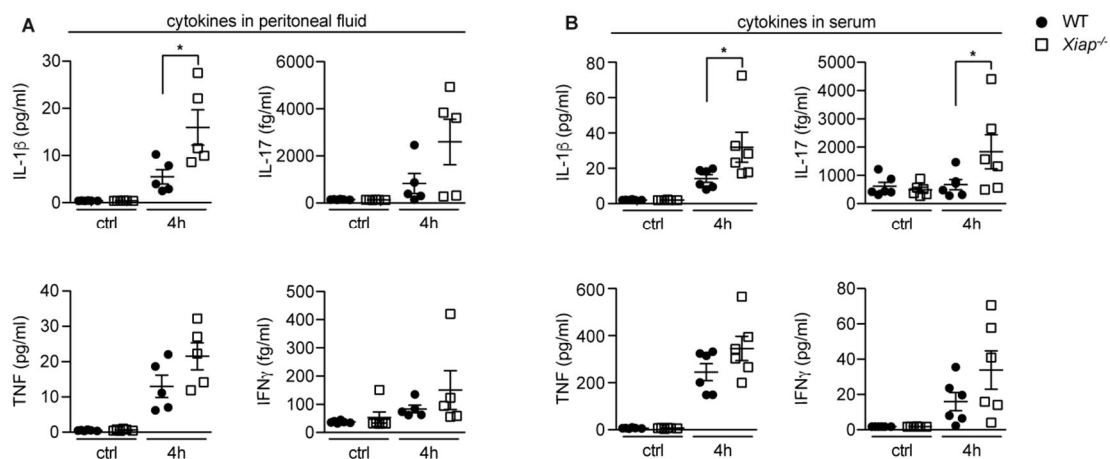 A
cytokines in peritoneal fluid
B
cytokines in serum
WT
Xiap-/-
IL-1β (pg/ml)
30
20
10
0
*
ctrl
4h
IL-17 (fg/ml)
6000
4000
2000
0
ctrl
4h
IL-1β (pg/ml)
80
60
40
20
0
*
ctrl
4h
IL-17 (fg/ml)
5000
4000
3000
2000
1000
0
*
ctrl
4h
TNF (pg/ml)
40
30
20
10
0
ctrl
4h
IFNγ (fg/ml)
500
400
300
200
100
0
ctrl
4h
TNF (pg/ml)
600
400
200
0
ctrl
4h
IFNγ (pg/ml)
80
60
40
20
0
ctrl
4h